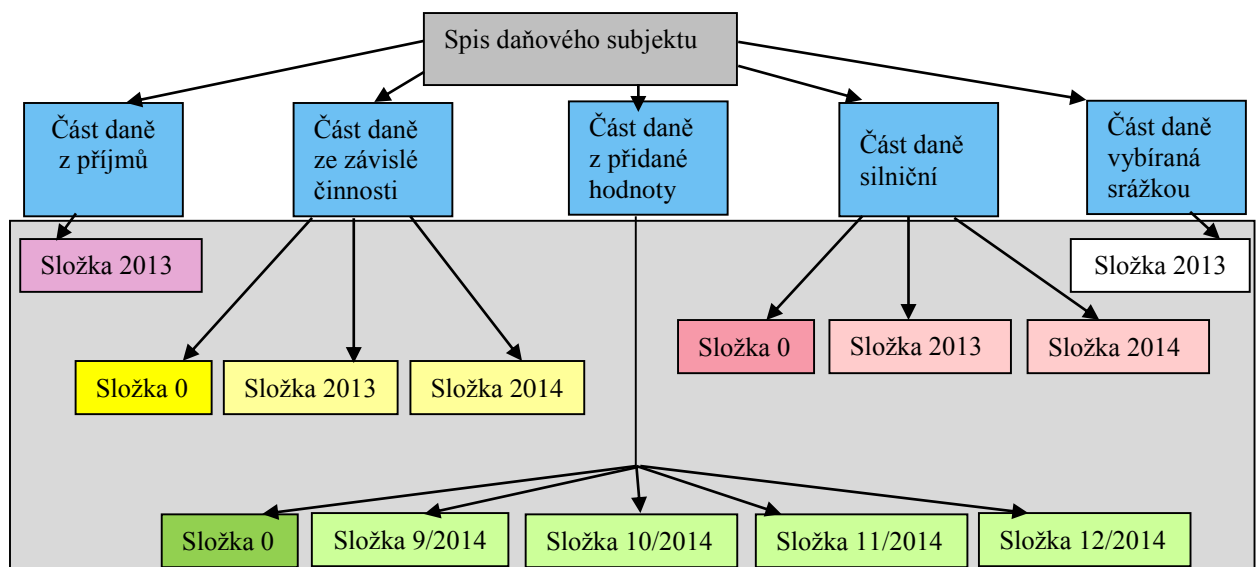 Spis daňového subjektu
Část daně
z příjmů
Část daně
ze závislé
činnosti
Část daně
z přidané
hodnoty
Část daně
silniční
Část daně
vybíraná
srážkou
Složka 2013
Složka 2013
Složka 0
Složka 2013
Složka 2014
Složka 0
Složka 2013
Složka 2014
Složka 0
Složka 9/2014
Složka 10/2014
Složka 11/2014
Složka 12/2014